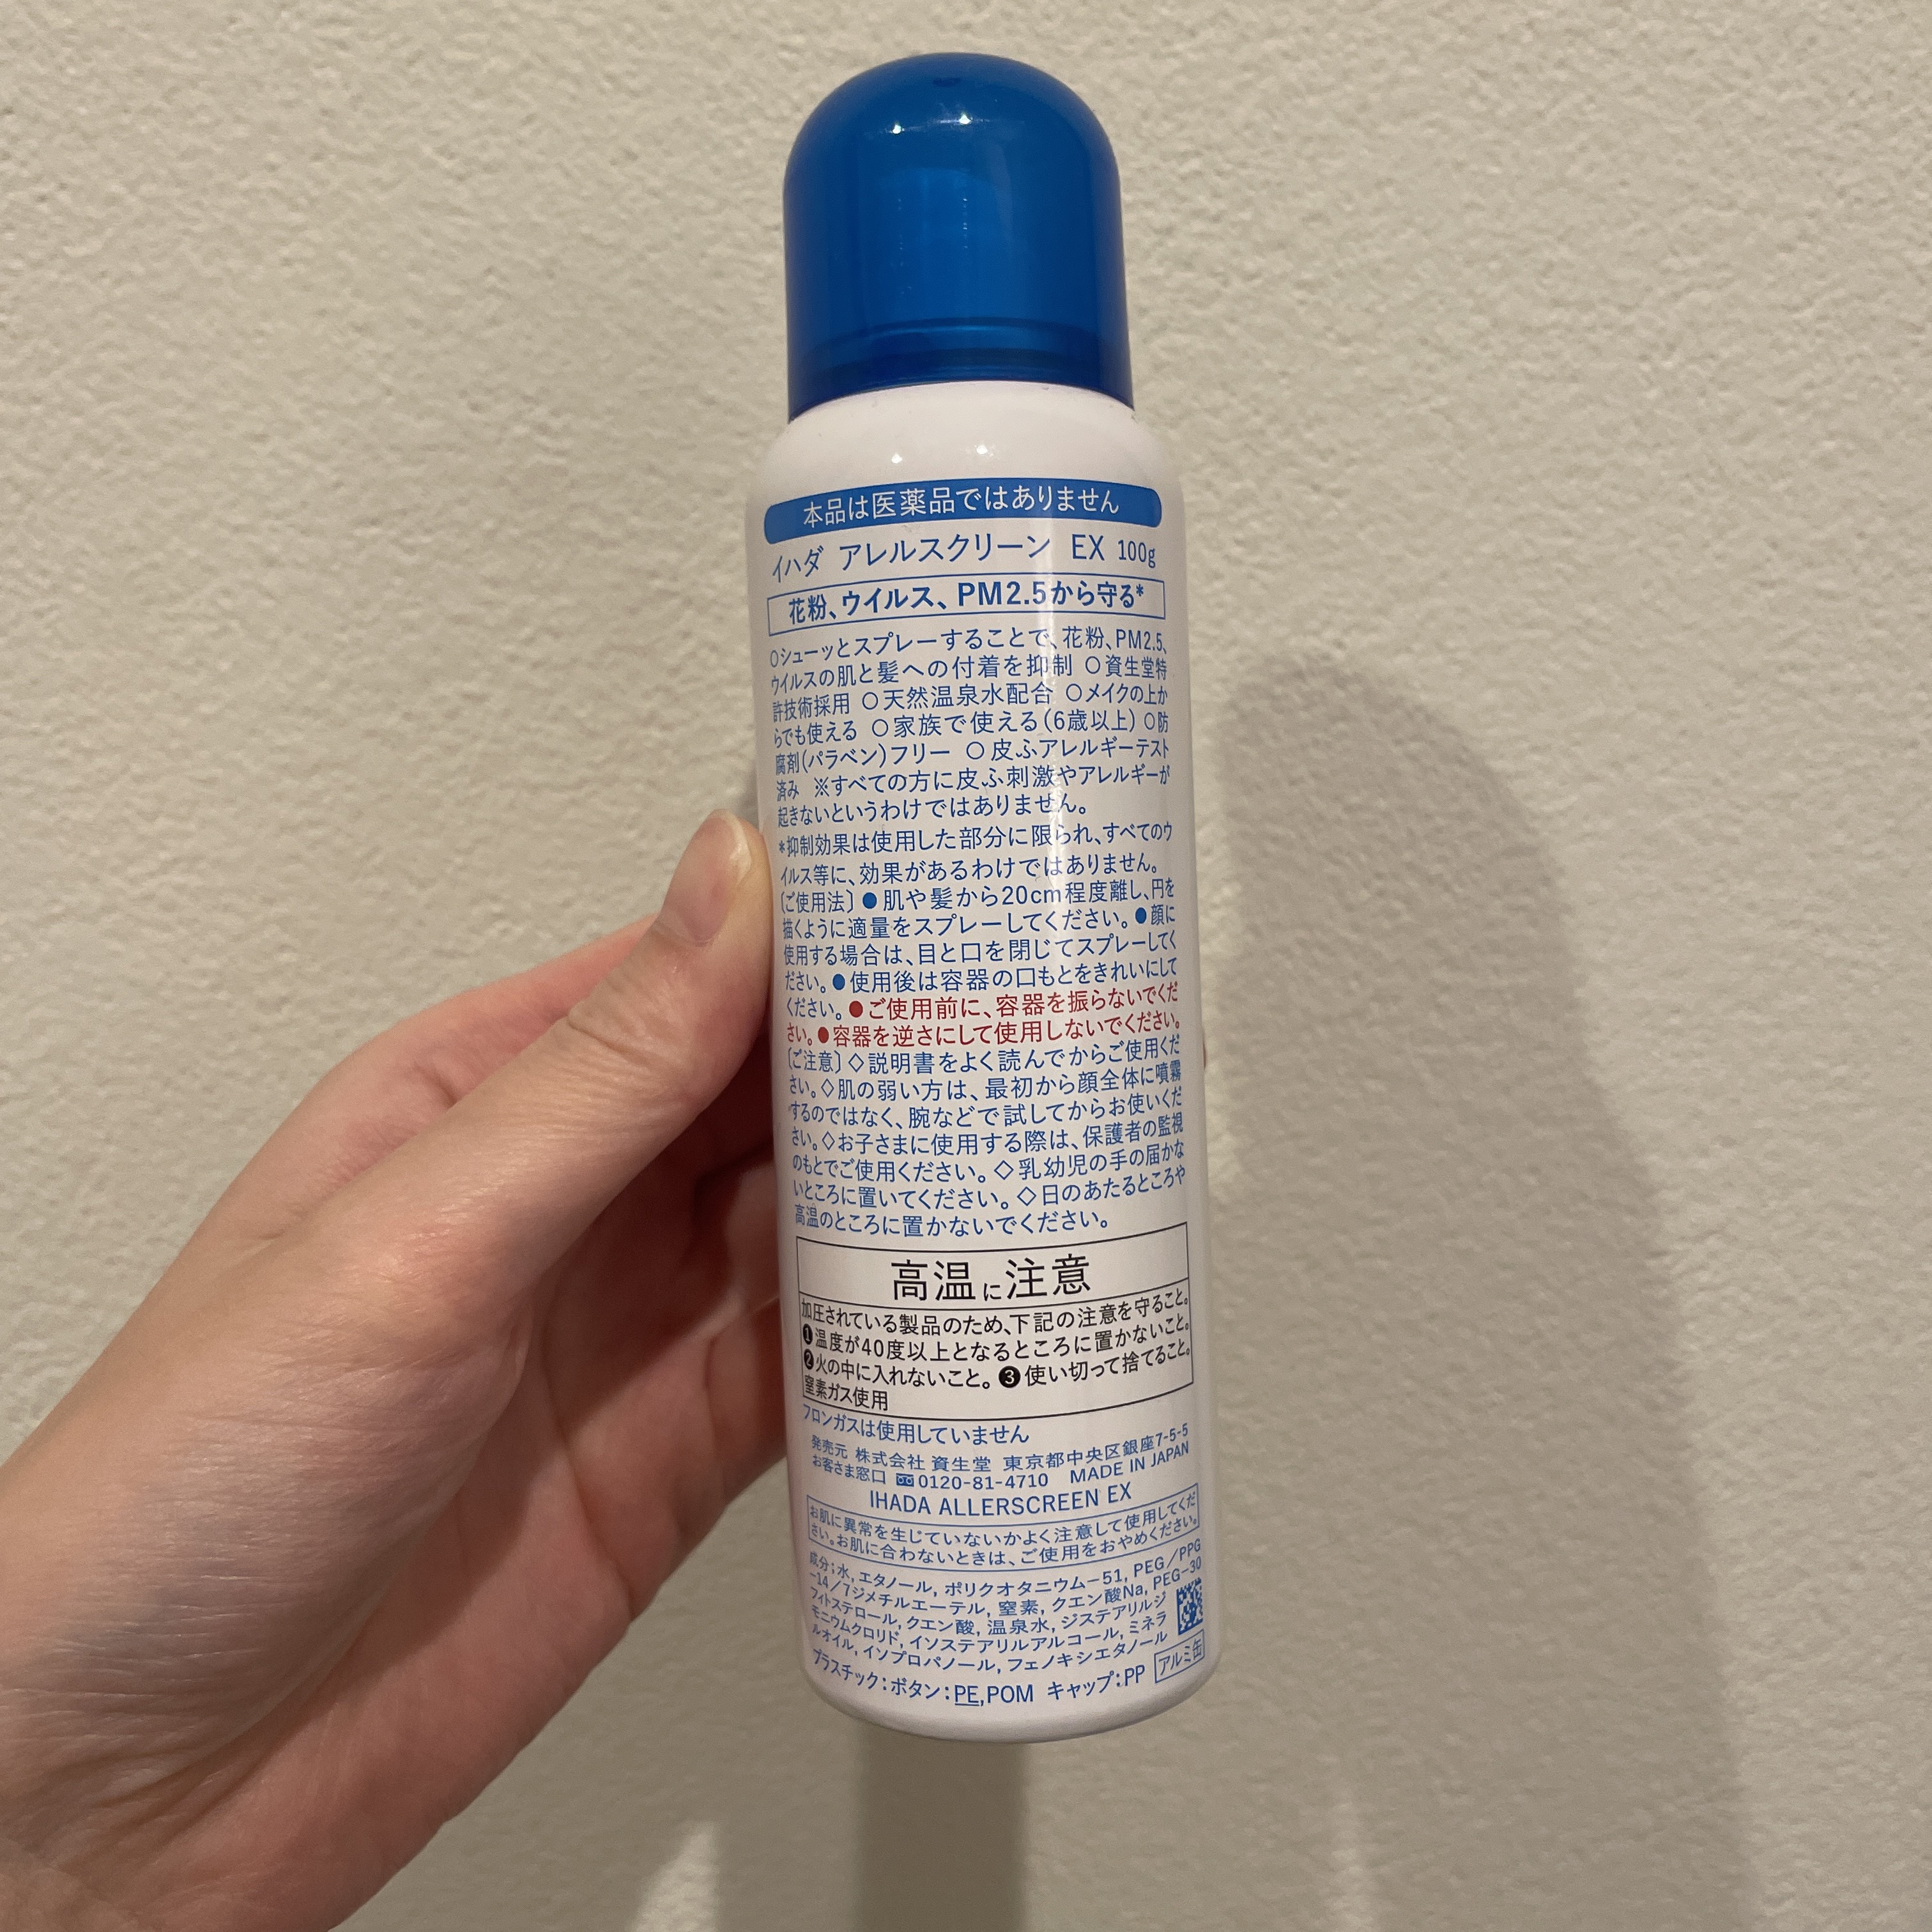 本品は医薬品ではありません
イハダ アレルスクリーン EX 100g
花粉、ウイルス、PM2.5から守る*
○シューッとスプレーすることで、花粉、PM2.5、
ウイルスの肌と髪への付着を抑制 ○資生堂特
許技術採用 ○天然温泉水配合 ○メイクの上か
らでも使える ○家族で使える(6歳以上) ○防
腐剤(パラベン)フリー ○皮ふアレルギーテスト
済み ※すべての方に皮ふ刺激やアレルギーが
起きないというわけではありません。
*抑制効果は使用した部分に限られ、すべてのウ
イルス等に、効果があるわけではありません。
〔ご使用法〕●肌や髪から20cm程度離し、円を
描くように適量をスプレーしてください。●顔に
使用する場合は、目と口を閉じてスプレーしてく
ださい。●使用後は容器の口もとをきれいにして
ください。●ご使用前に、容器を振らないでくだ
さい。●容器を逆さにして使用しないでください。
〔ご注意〕◇説明書をよく読んでからご使用くだ
さい。◇肌の弱い方は、最初から顔全体に噴霧
するのではなく、腕などで試してからお使いくだ
さい。◇お子さまに使用する際は、保護者の監視
のもとでご使用ください。◇乳幼児の手の届かな
いところに置いてください。◇日のあたるところや
高温のところに置かないでください。
高温に注意
加圧されている製品のため、下記の注意を守ること。
❶温度が40度以上となるところに置かないこと。
❷火の中に入れないこと。❸使い切って捨てること。
窒素ガス使用
フロンガスは使用していません
発売元 株式会社 資生堂 東京都中央区銀座7-5-5
お客さま窓口 0120-81-4710 MADE IN JAPAN
IHADA ALLERSCREEN EX
お肌に異常を生じていないかよく注意して使用してくだ
さい。お肌に合わないときは、ご使用をおやめください。
成分;水, エタノール, ポリクオタニウム−51, PEG/PPG
−14/7ジメチルエーテル, 窒素, クエン酸Na, PEG−30
フィトステロール, クエン酸, 温泉水, ジステアリルジ
モニウムクロリド, イソステアリルアルコール, ミネラ
ルオイル, イソプロパノール, フェノキシエタノール
プラスチック:ボタン:PE,POM キャップ:PP アルミ缶